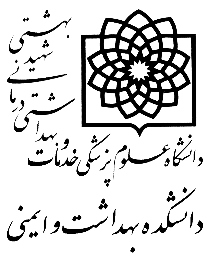 دانشگاه علوم پزشکی و خدمات
بهداشتی
درمانی
شهید
بهشتی
دانشکده بهداشت و ایمنی